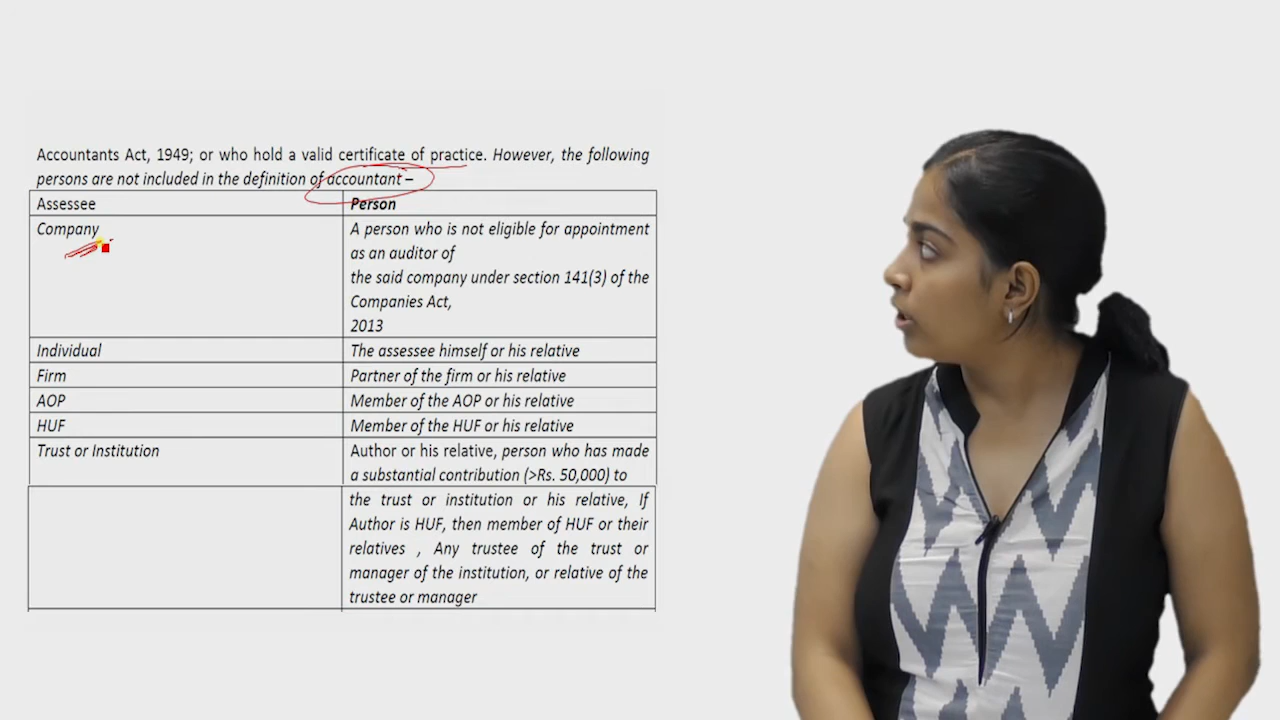 Accountants Act, 1949; or who hold a valid certificate of practice. However, the following
persons are not included in the definition of accountant –
Assessee
Person
Company
A person who is not eligible for appointment
as an auditor of
the said company under section 141(3) of the
Companies Act,
2013
Individual
The assessee himself or his relative
Firm
Partner of the firm or his relative
AOP
Member of the AOP or his relative
HUF
Member of the HUF or his relative
Trust or Institution
Author or his relative, person who has made
a substantial contribution (>Rs. 50,000) to
the trust or institution or his relative, If
Author is HUF, then member of HUF or their
relatives , Any trustee of the trust or
manager of the institution, or relative of the
trustee or manager